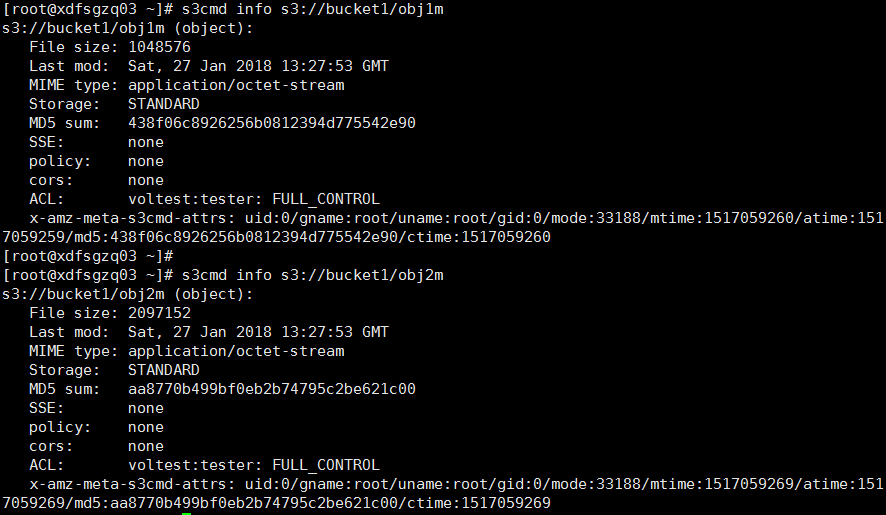 [root@xdfsgzq03 ~]# s3cmd info s3://bucket1/obj1m
s3://bucket1/obj1m (object):
   File size: 1048576
   Last mod:  Sat, 27 Jan 2018 13:27:53 GMT
   MIME type: application/octet-stream
   Storage:   STANDARD
   MD5 sum:   438f06c8926256b0812394d775542e90
   SSE:       none
   policy:    none
   cors:      none
   ACL:       voltest:tester: FULL_CONTROL
   x-amz-meta-s3cmd-attrs: uid:0/gname:root/uname:root/gid:0/mode:33188/mtime:1517059260/atime:151
7059259/md5:438f06c8926256b0812394d775542e90/ctime:1517059260
[root@xdfsgzq03 ~]#
[root@xdfsgzq03 ~]# s3cmd info s3://bucket1/obj2m
s3://bucket1/obj2m (object):
   File size: 2097152
   Last mod:  Sat, 27 Jan 2018 13:27:53 GMT
   MIME type: application/octet-stream
   Storage:   STANDARD
   MD5 sum:   aa8770b499bf0eb2b74795c2be621c00
   SSE:       none
   policy:    none
   cors:      none
   ACL:       voltest:tester: FULL_CONTROL
   x-amz-meta-s3cmd-attrs: uid:0/gname:root/uname:root/gid:0/mode:33188/mtime:1517059269/atime:151
7059269/md5:aa8770b499bf0eb2b74795c2be621c00/ctime:1517059269